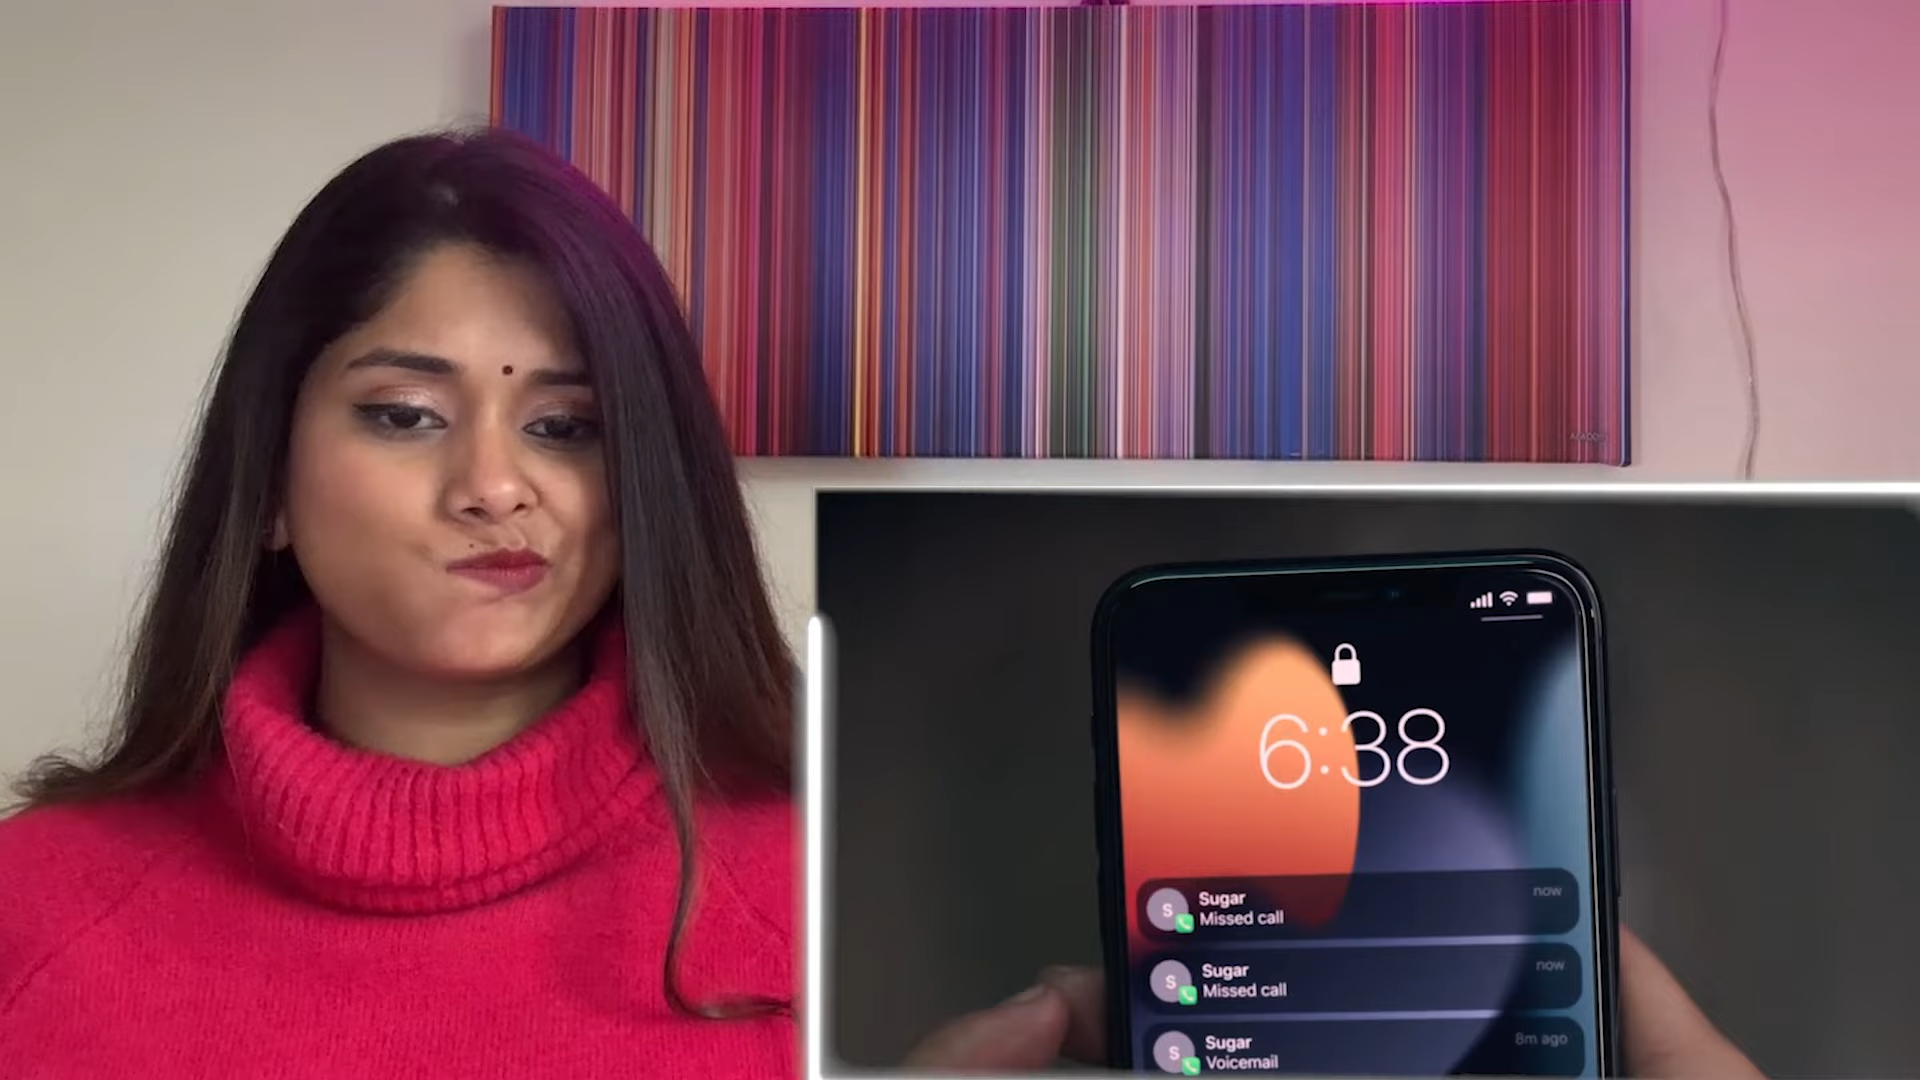 6:38
Sugar
now
Missed call
Sugar
now
Missed call
Sugar
8m ago
Voicemail
S
S
S